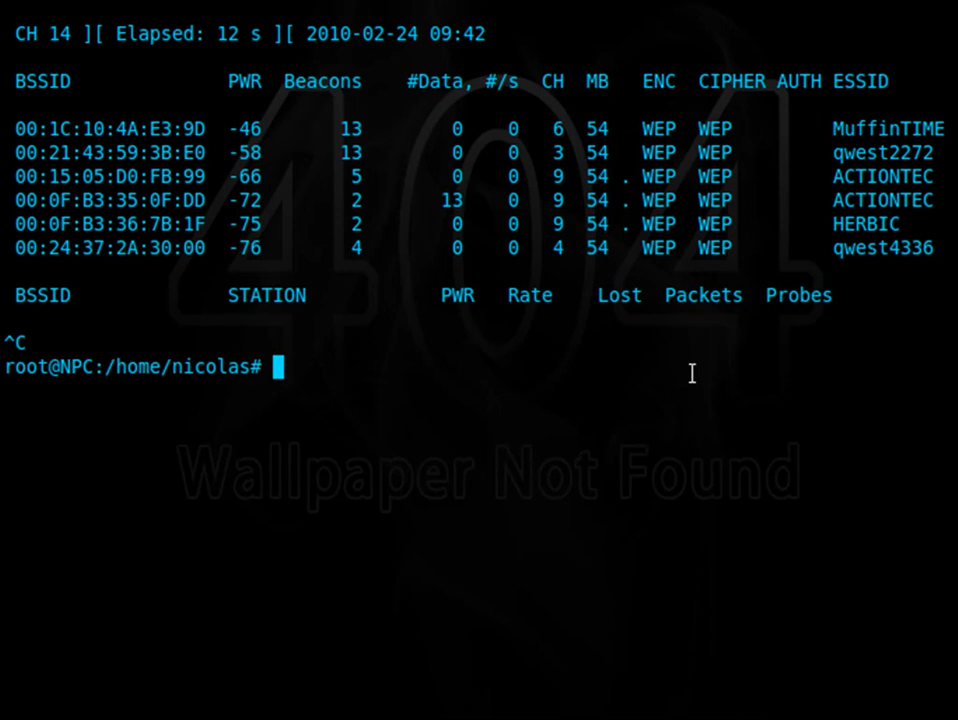 CH 14 ][ Elapsed: 12 s ][ 2010-02-24 09:42
BSSID PWR Beacons #Data, #/s CH MB ENC CIPHER AUTH ESSID
00:1C:10:4A:E3:9D -46 13 0 0 6 54 WEP WEP MuffinTIME
00:21:43:59:3B:E0 -58 13 0 0 3 54 WEP WEP qwest2272
00:15:05:D0:FB:99 -66 5 0 0 9 54 . WEP WEP ACTIONTEC
00:0F:B3:35:0F:DD -72 2 13 0 9 54 . WEP WEP ACTIONTEC
00:0F:B3:36:7B:1F -75 2 0 0 9 54 . WEP WEP HERBIC
00:24:37:2A:30:00 -76 4 0 0 4 54 WEP WEP qwest4336
BSSID STATION PWR Rate Lost Packets Probes
^C
root@NPC:/home/nicolas#
404
Wallpaper Not Found